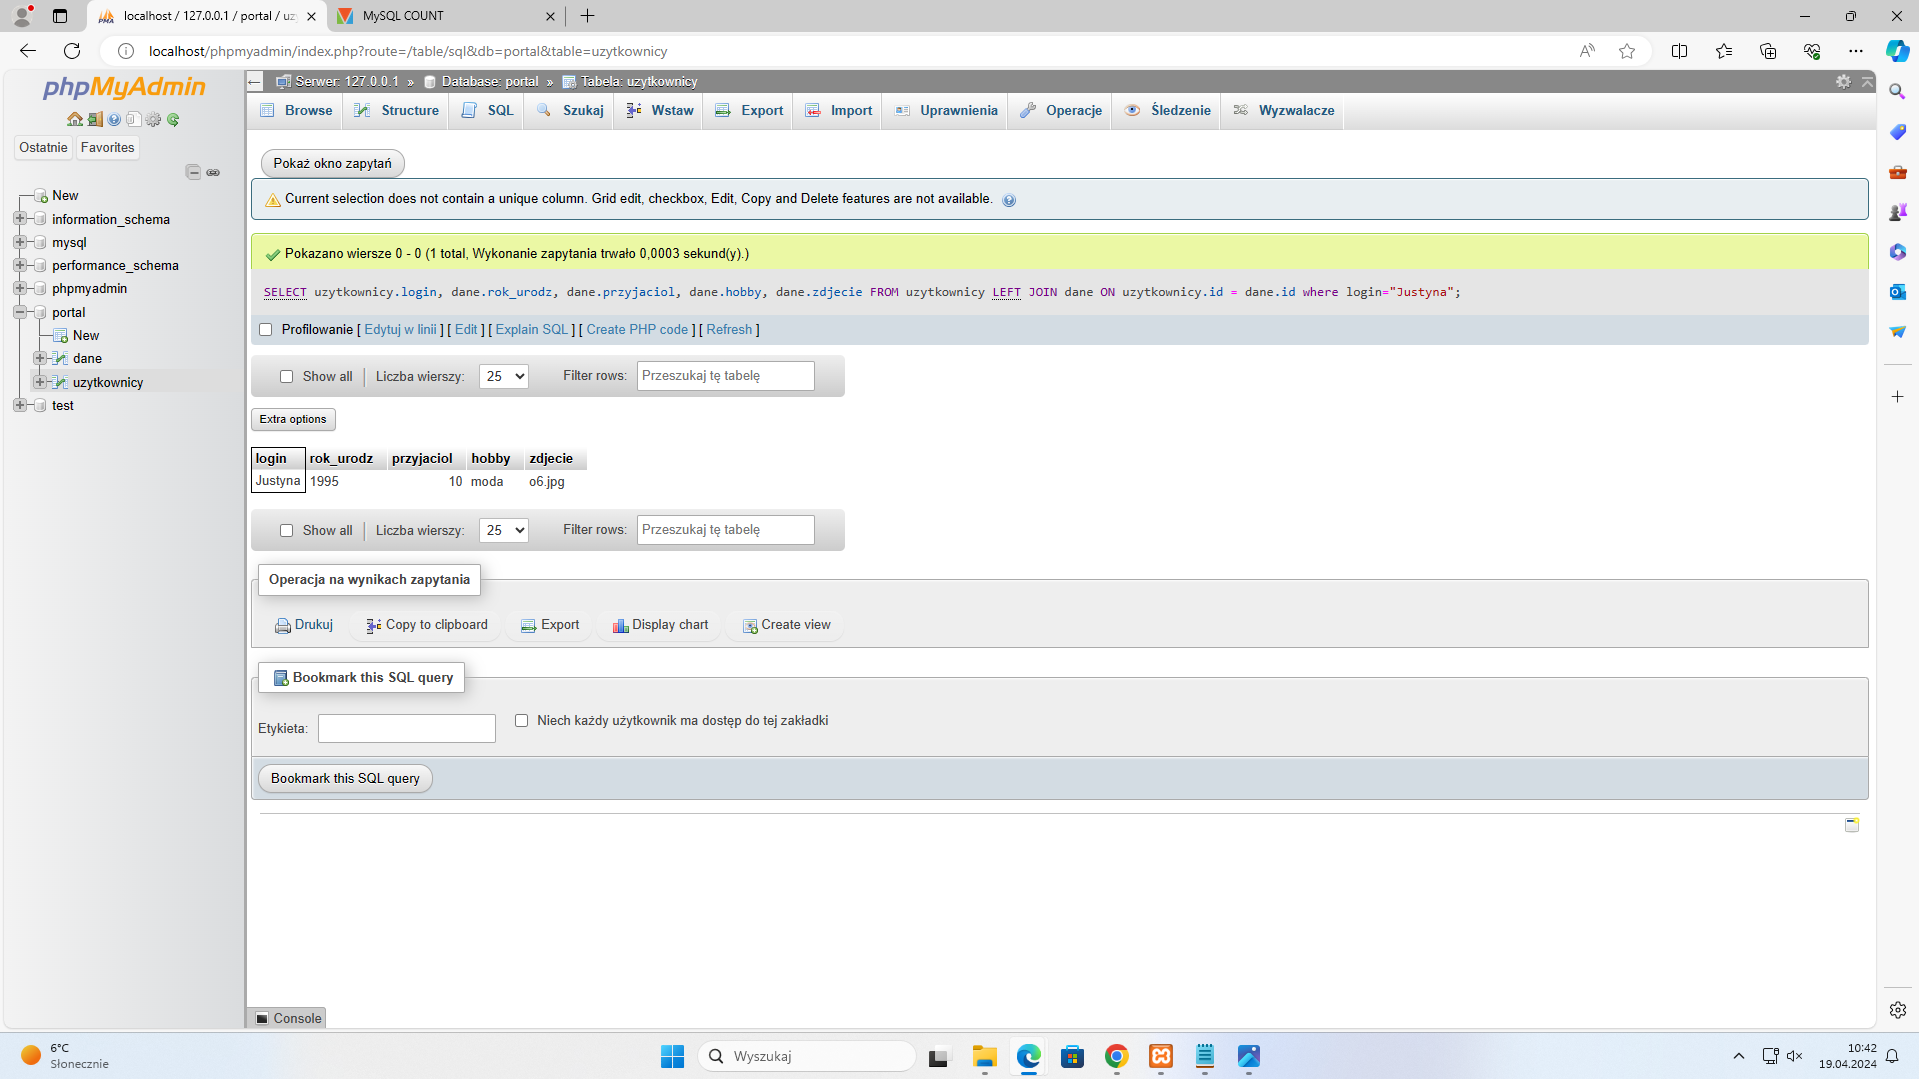 localhost / 127.0.0.1 / portal / uz
MySQL COUNT
localhost/phpmyadmin/index.php?route=/table/sql&db=portal&table=uzytkownicy
phpMyAdmin
Ostatnie Favorites
New
information_schema
mysql
performance_schema
phpmyadmin
portal
New
dane
uzytkownicy
test
Serwer: 127.0.0.1 » Database: portal » Tabela: uzytkownicy
Browse Structure SQL Szukaj Wstaw Export Import Uprawnienia Operacje Śledzenie Wyzwalacze
Pokaż okno zapytań
Current selection does not contain a unique column. Grid edit, checkbox, Edit, Copy and Delete features are not available.
Pokazano wiersze 0 - 0 (1 total, Wykonanie zapytania trwało 0,0003 sekund(y).)
SELECT uzytkownicy.login, dane.rok_urodz, dane.przyjaciol, dane.hobby, dane.zdjecie FROM uzytkownicy LEFT JOIN dane ON uzytkownicy.id = dane.id where login="Justyna";
Profilowanie [ Edytuj w linii ] [ Edit ] [ Explain SQL ] [ Create PHP code ] [ Refresh ]
Show all Liczba wierszy: 25 Filter rows: Przeszukaj tę tabelę
Extra options
login rok_urodz przyjaciol hobby zdjecie
Justyna 1995 10 moda o6.jpg
Show all Liczba wierszy: 25 Filter rows: Przeszukaj tę tabelę
Operacja na wynikach zapytania
Drukuj Copy to clipboard Export Display chart Create view
Bookmark this SQL query
Etykieta: Niech każdy użytkownik ma dostęp do tej zakładki
Bookmark this SQL query
Console
6°C
Słonecznie
Wyszukaj
10:42
19.04.2024